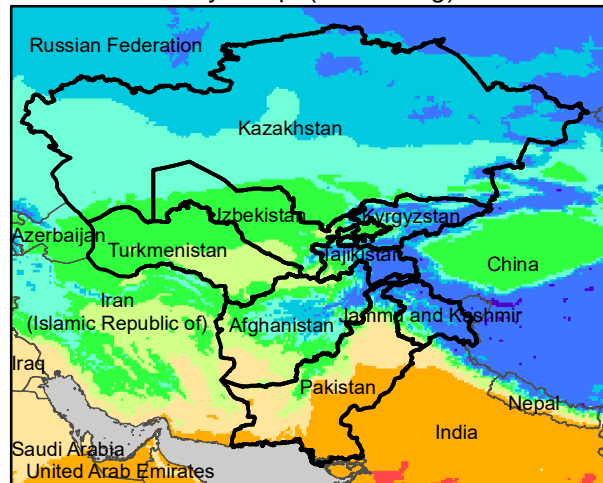 Russian Federation
Kazakhstan
Uzbekistan
Kyrgyzstan
Azerbaijan
Turkmenistan
Tajikistan
China
Iran
(Islamic Republic of)
Afghanistan
Jammu and Kashmir
Iraq
Pakistan
Nepal
India
Saudi Arabia
United Arab Emirates